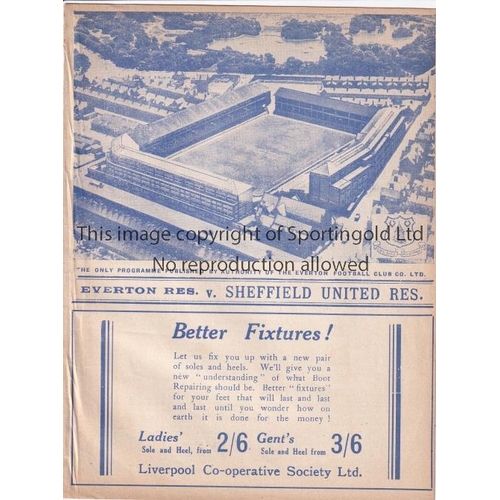 This image copyright of Sportingold Ltd
No reproduction allowed
THE ONLY PROGRAMME PUBLISHED BY AUTHORITY OF THE EVERTON FOOTBALL CLUB CO. LTD.
EVERTON RES. v. SHEFFIELD UNITED RES.
Better Fixtures!
Let us fix you up with a new pair
of soles and heels. We'll give you a
new "understanding" of what Boot
Repairing should be. Better "fixtures"
for your feet that will last and last
and last until you wonder how on
earth it is done for the money!
Ladies' 2/6 Gent's 3/6
Sole and Heel, from Sole and Heel from
Liverpool Co-operative Society Ltd.